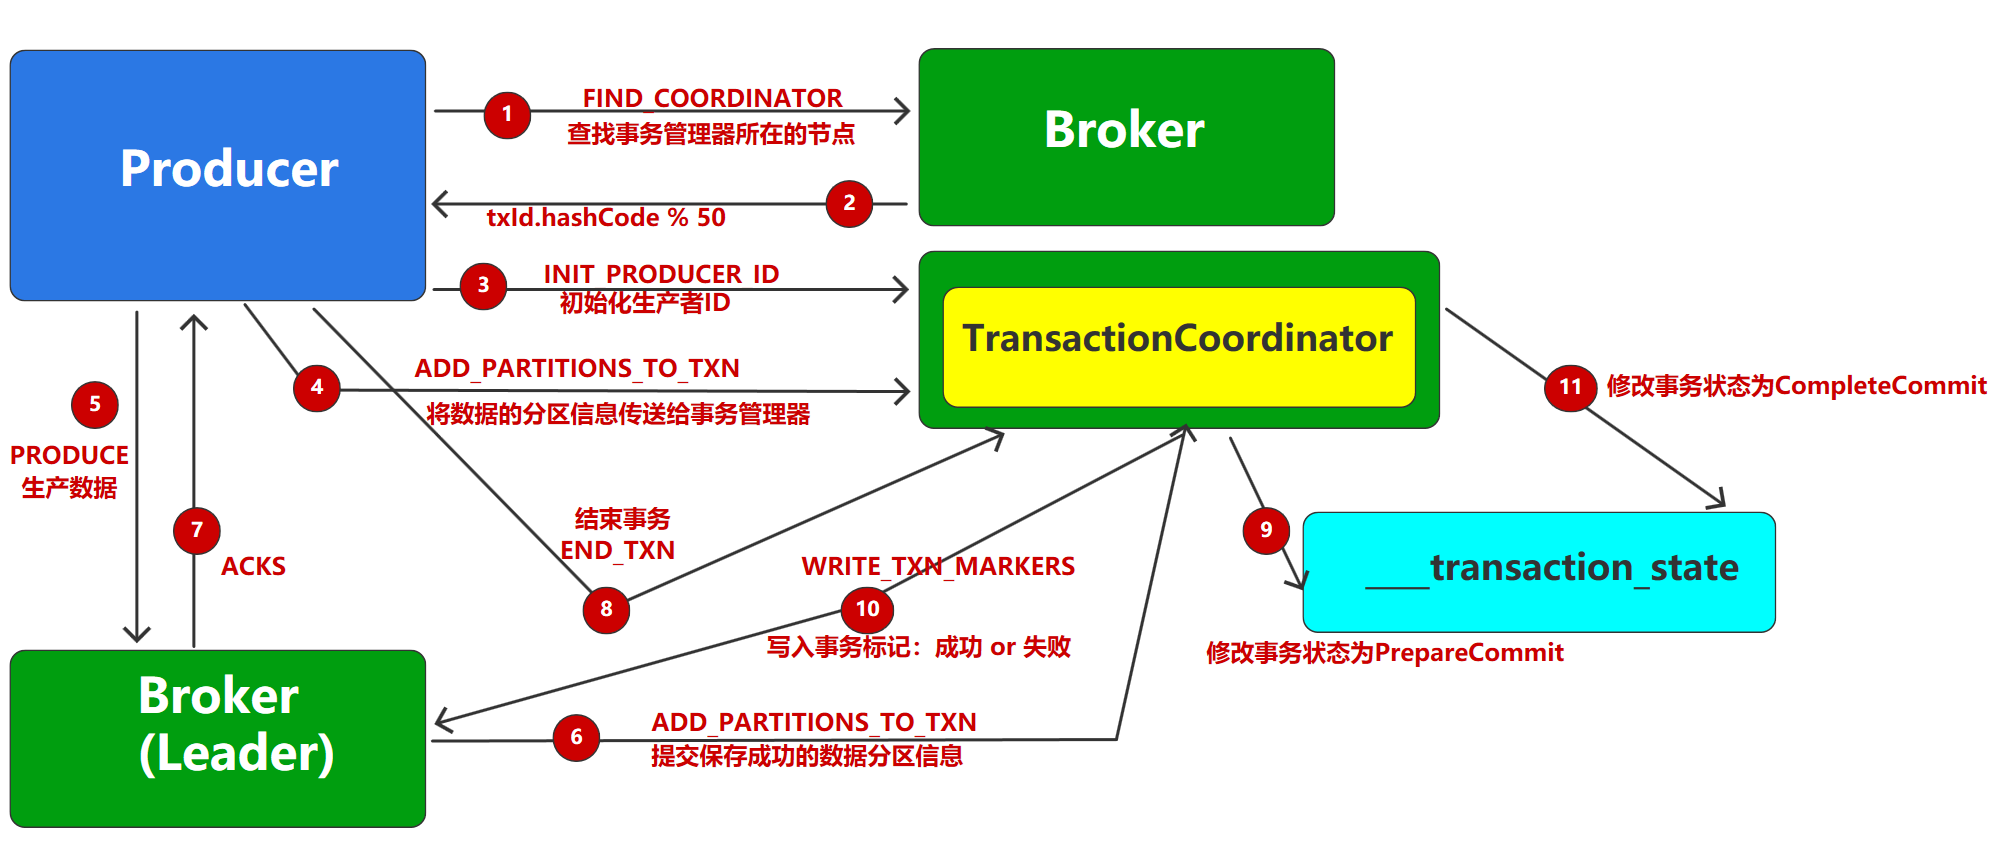 Producer
Broker
1
FIND_COORDINATOR
查找事务管理器所在的节点
2
txId.hashCode % 50
3
INIT_PRODUCER_ID
初始化生产者ID
TransactionCoordinator
4
ADD_PARTITIONS_TO_TXN
将数据的分区信息传送给事务管理器
11
修改事务状态为CompleteCommit
5
PRODUCE
生产数据
7
ACKS
结束事务
END_TXN
8
WRITE_TXN_MARKERS
10
写入事务标记：成功 or 失败
9
____transaction_state
修改事务状态为PrepareCommit
Broker
(Leader)
6
ADD_PARTITIONS_TO_TXN
提交保存成功的数据分区信息